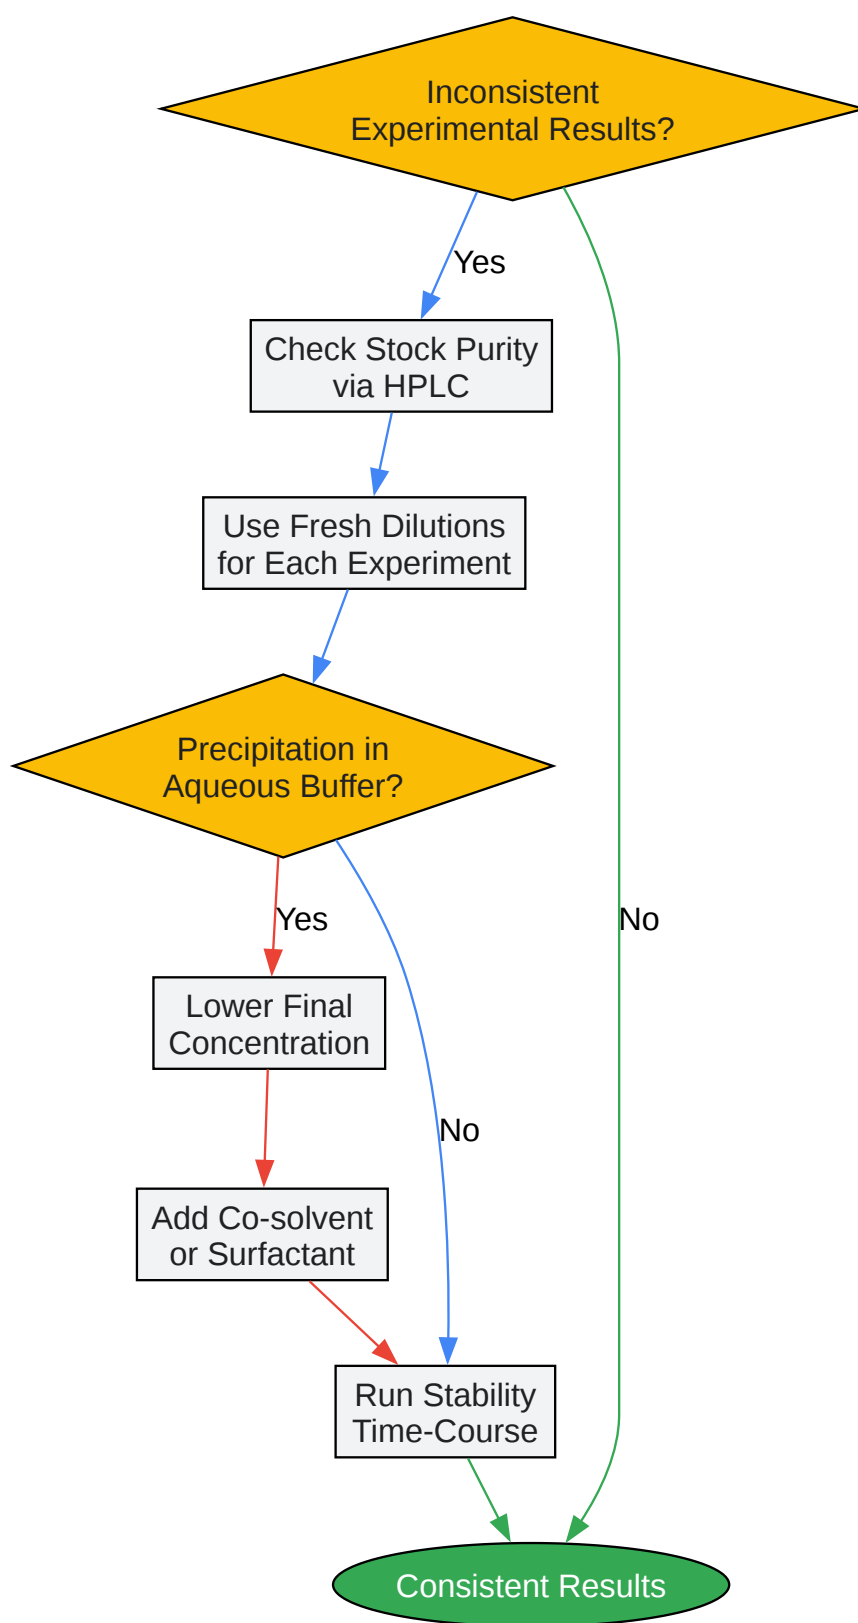 Inconsistent
Experimental Results?
Yes
Check Stock Purity
via HPLC
Use Fresh Dilutions
for Each Experiment
Precipitation in
Aqueous Buffer?
Yes
No
Lower Final
Concentration
No
Add Co-solvent
or Surfactant
Run Stability
Time-Course
Consistent Results